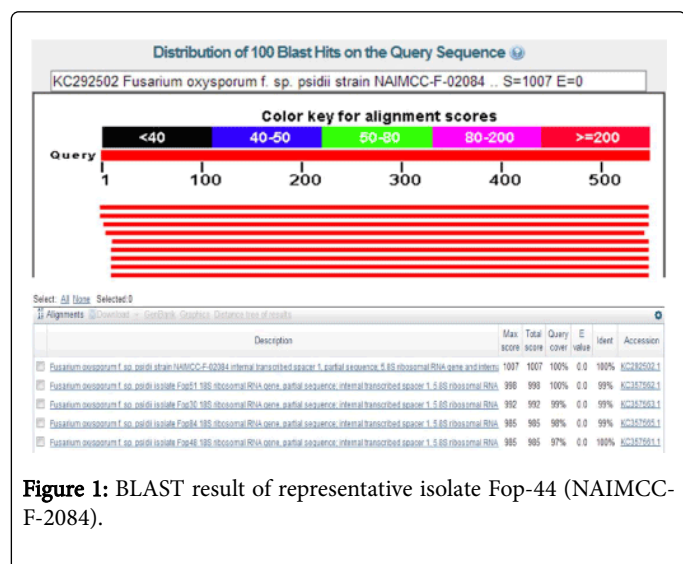 Distribution of 100 Blast Hits on the Query Sequence
KC292502 Fusarium oxysporum f. sp. psidii strain NAIMCC-F-02084 .. S=1007 E=0
Color key for alignment scores
<40 40-50 50-80 80-200 >=200
Query
1 100 200 300 400 500
Select: All None Selected:0
Alignments Download GenBank Graphics Distance tree of results
Description Max score Total score Query cover E value Ident Accession
Fusarium oxysporum f. sp. psidii strain NAIMCC-F-02084 internal transcribed spacer 1, partial sequence; 5.8S ribosomal RNA gene and interna 1007 1007 100% 0.0 100% KC292502.1
Fusarium oxysporum f. sp. psidii isolate Fop51 18S ribosomal RNA gene, partial sequence; internal transcribed spacer 1, 5.8S ribosomal RNA 998 998 100% 0.0 99% KC357562.1
Fusarium oxysporum f. sp. psidii isolate Fop30 18S ribosomal RNA gene, partial sequence; internal transcribed spacer 1, 5.8S ribosomal RNA 992 992 99% 0.0 99% KC357563.1
Fusarium oxysporum f. sp. psidii isolate Fop84 18S ribosomal RNA gene, partial sequence; internal transcribed spacer 1, 5.8S ribosomal RNA 985 985 98% 0.0 99% KC357565.1
Fusarium oxysporum f. sp. psidii isolate Fop48 18S ribosomal RNA gene, partial sequence; internal transcribed spacer 1, 5.8S ribosomal RNA 985 985 97% 0.0 100% KC357561.1
Figure 1: BLAST result of representative isolate Fop-44 (NAIMCC-
F-2084).